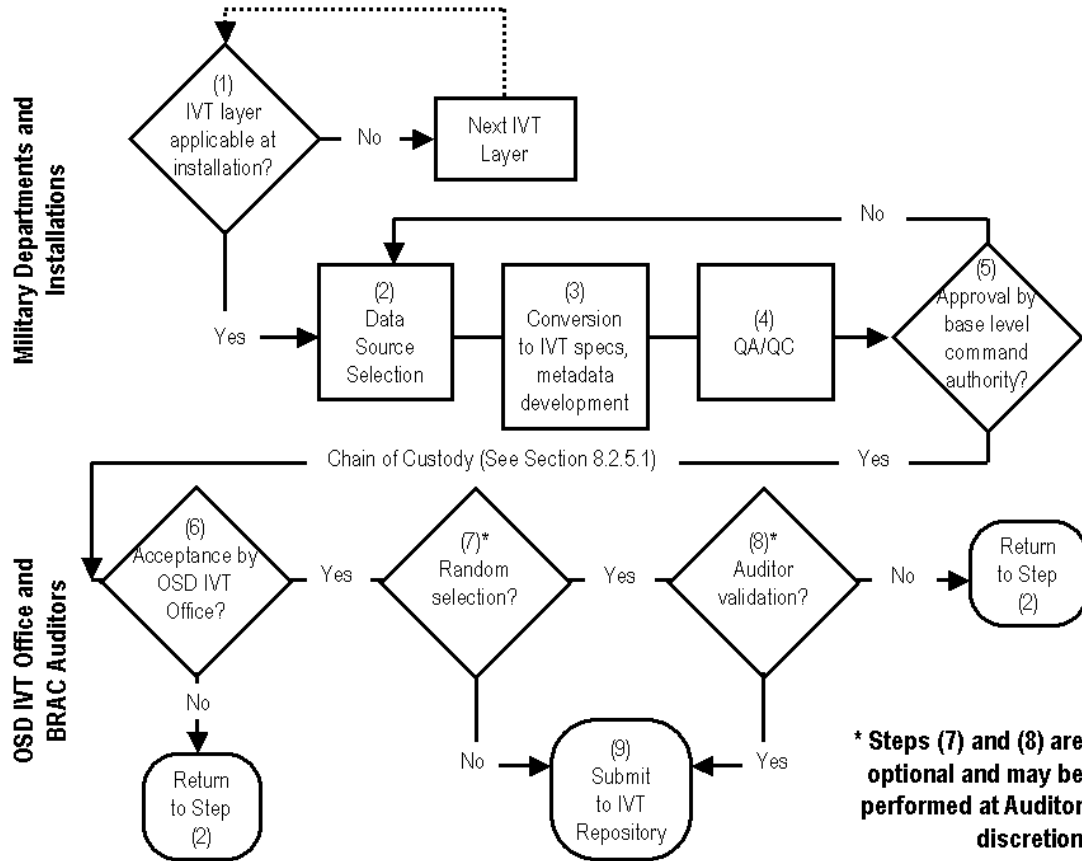 Military Departments and
Installations
(1)
IVT layer
applicable at
installation?
No
Next IVT
Layer
Yes
No
(2)
Data
Source
Selection
(3)
Conversion
to IVT specs,
metadata
development
(4)
QA/QC
(5)
Approval by
base level
command
authority?
Chain of Custody (See Section 8.2.5.1)
Yes
OSD IVT Office and
BRAC Auditors
(6)
Acceptance by
OSD IVT
Office?
Yes
(7)*
Random
selection?
Yes
(8)*
Auditor
validation?
No
Return
to Step
(2)
No
Return
to Step
(2)
No
(9)
Submit
to IVT
Repository
Yes
* Steps (7) and (8) are
optional and may be
performed at Auditor
discretion